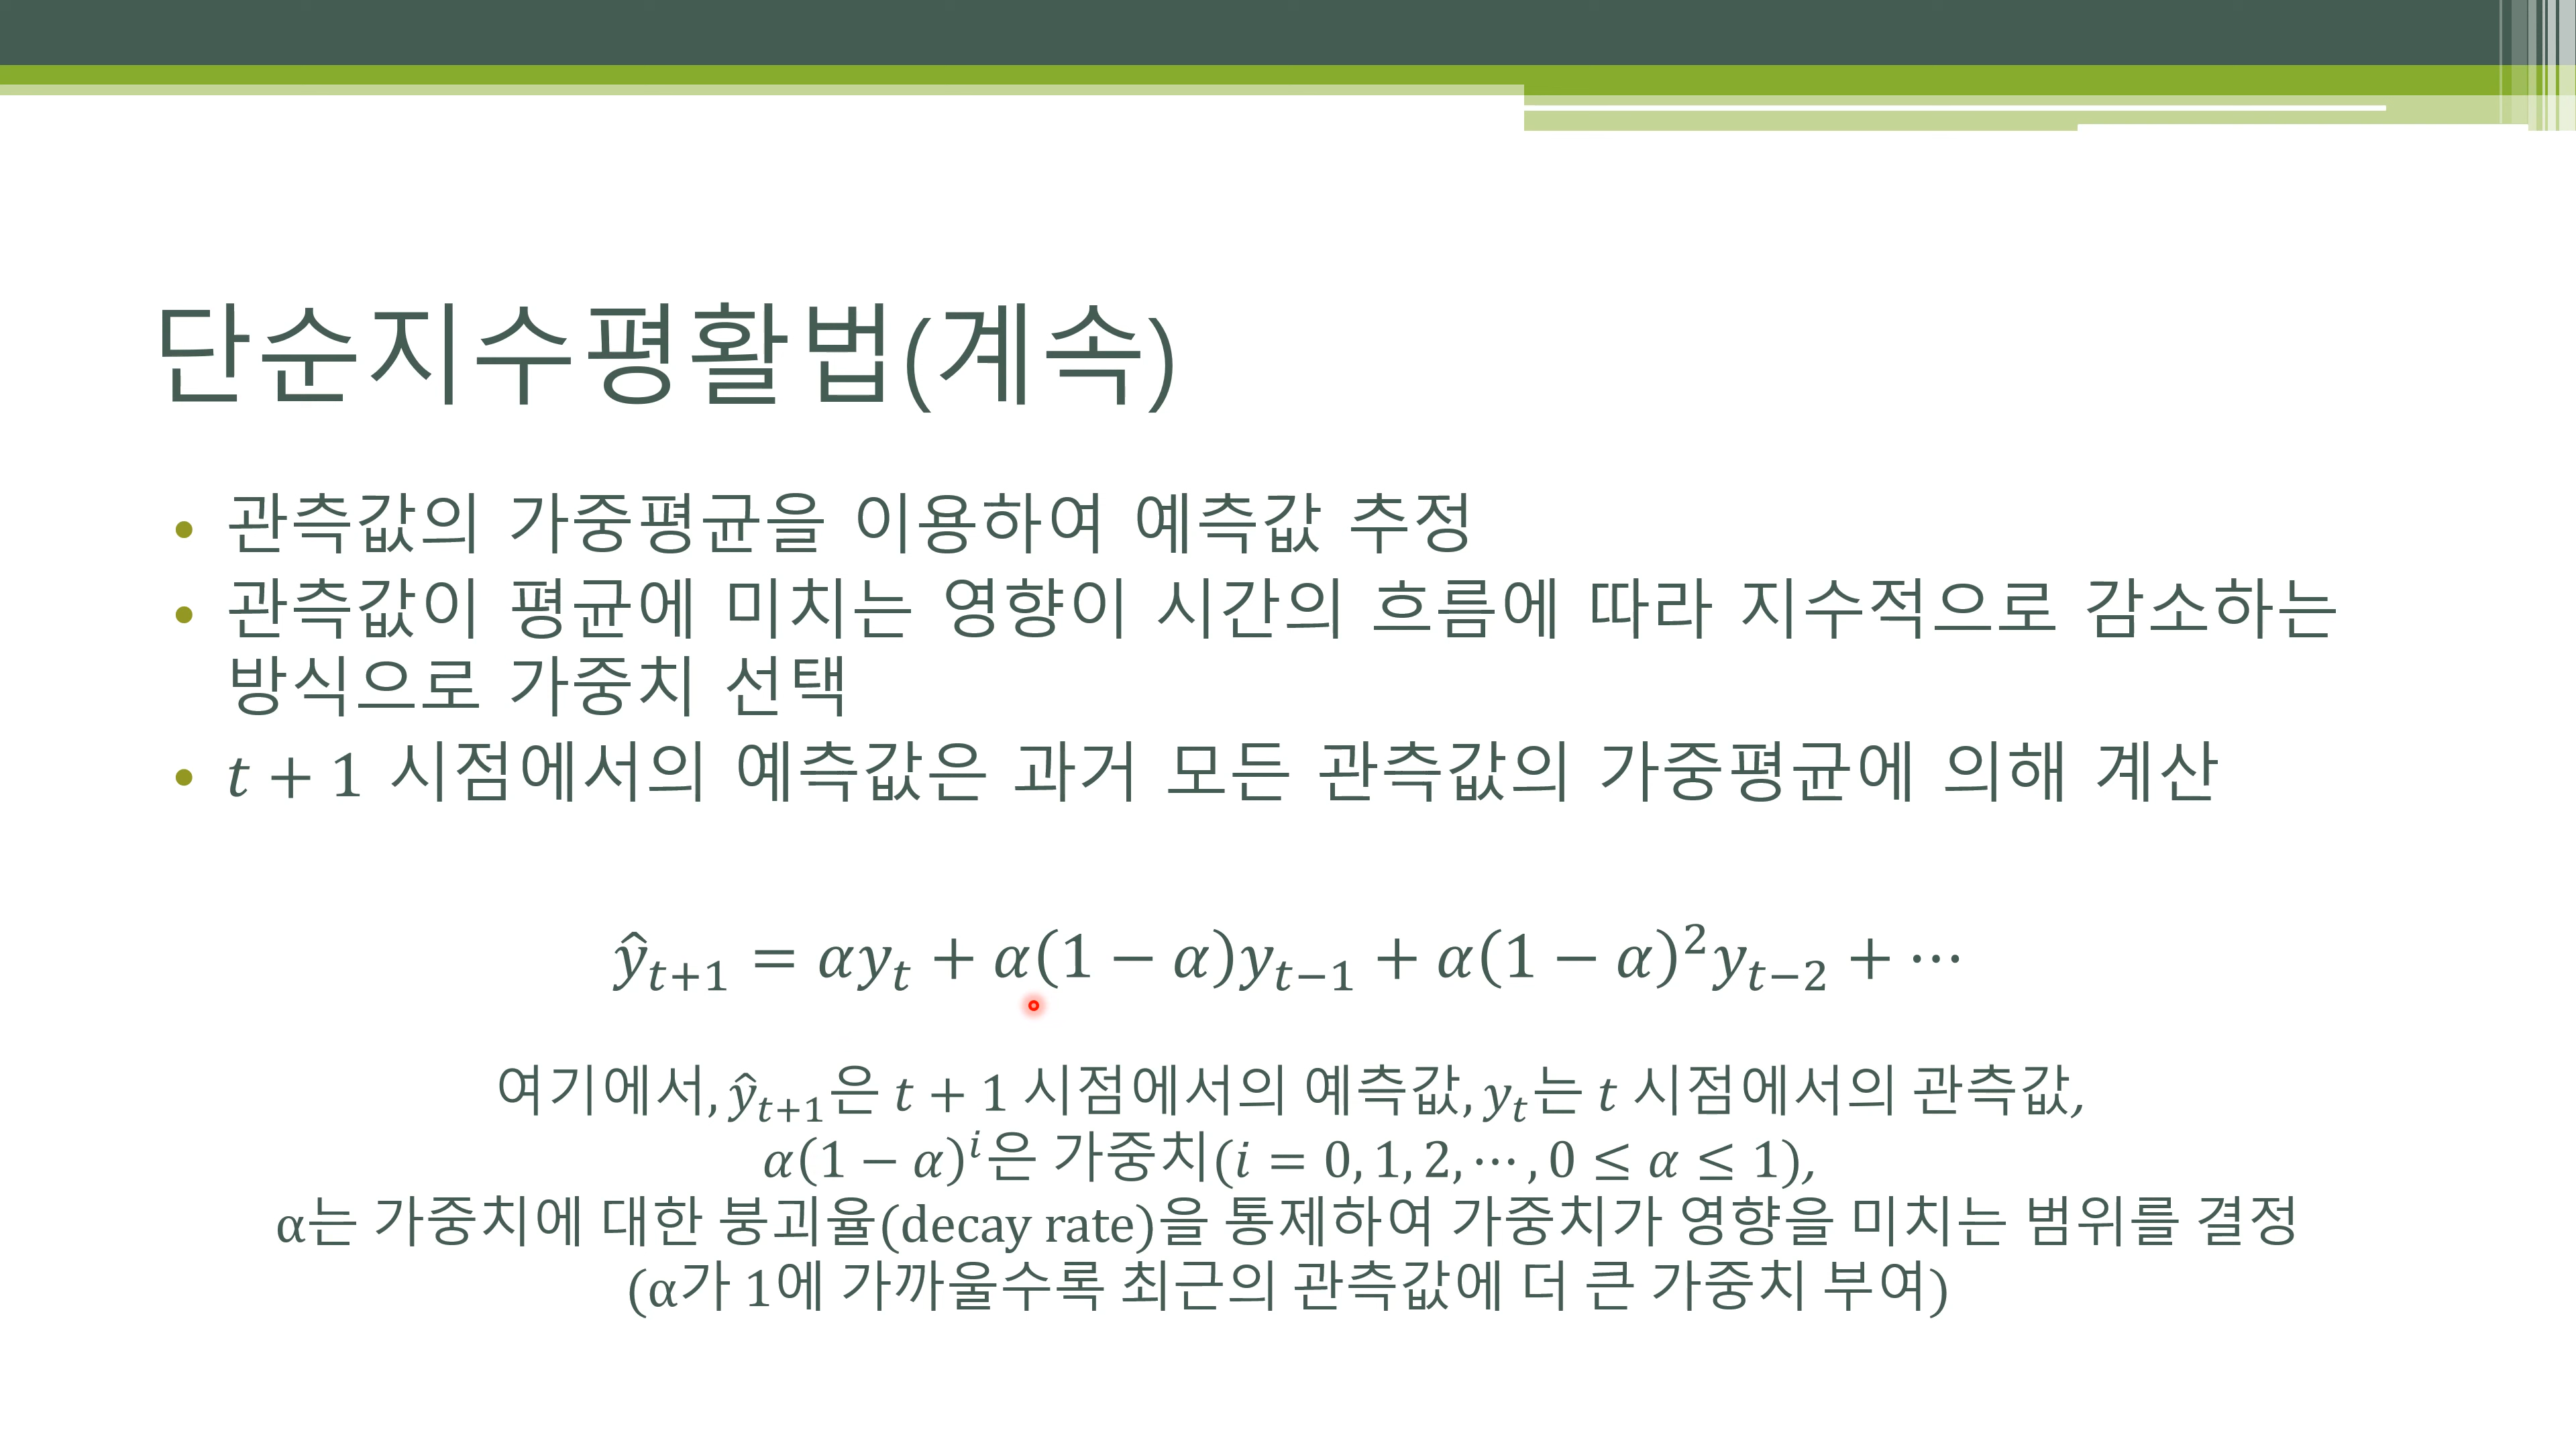 단순지수평활법(계속)
• 관측값의 가중평균을 이용하여 예측값 추정
• 관측값이 평균에 미치는 영향이 시간의 흐름에 따라 지수적으로 감소하는
방식으로 가중치 선택
• t + 1 시점에서의 예측값은 과거 모든 관측값의 가중평균에 의해 계산
ŷₜ₊₁ = αyₜ + α(1 − α)yₜ₋₁ + α(1 − α)²yₜ₋₂ + ⋯
여기에서, ŷₜ₊₁은 t + 1 시점에서의 예측값, yₜ는 t 시점에서의 관측값,
α(1 − α)ⁱ은 가중치(i = 0, 1, 2, ⋯ , 0 ≤ α ≤ 1),
α는 가중치에 대한 붕괴율(decay rate)을 통제하여 가중치가 영향을 미치는 범위를 결정
(α가 1에 가까울수록 최근의 관측값에 더 큰 가중치 부여)